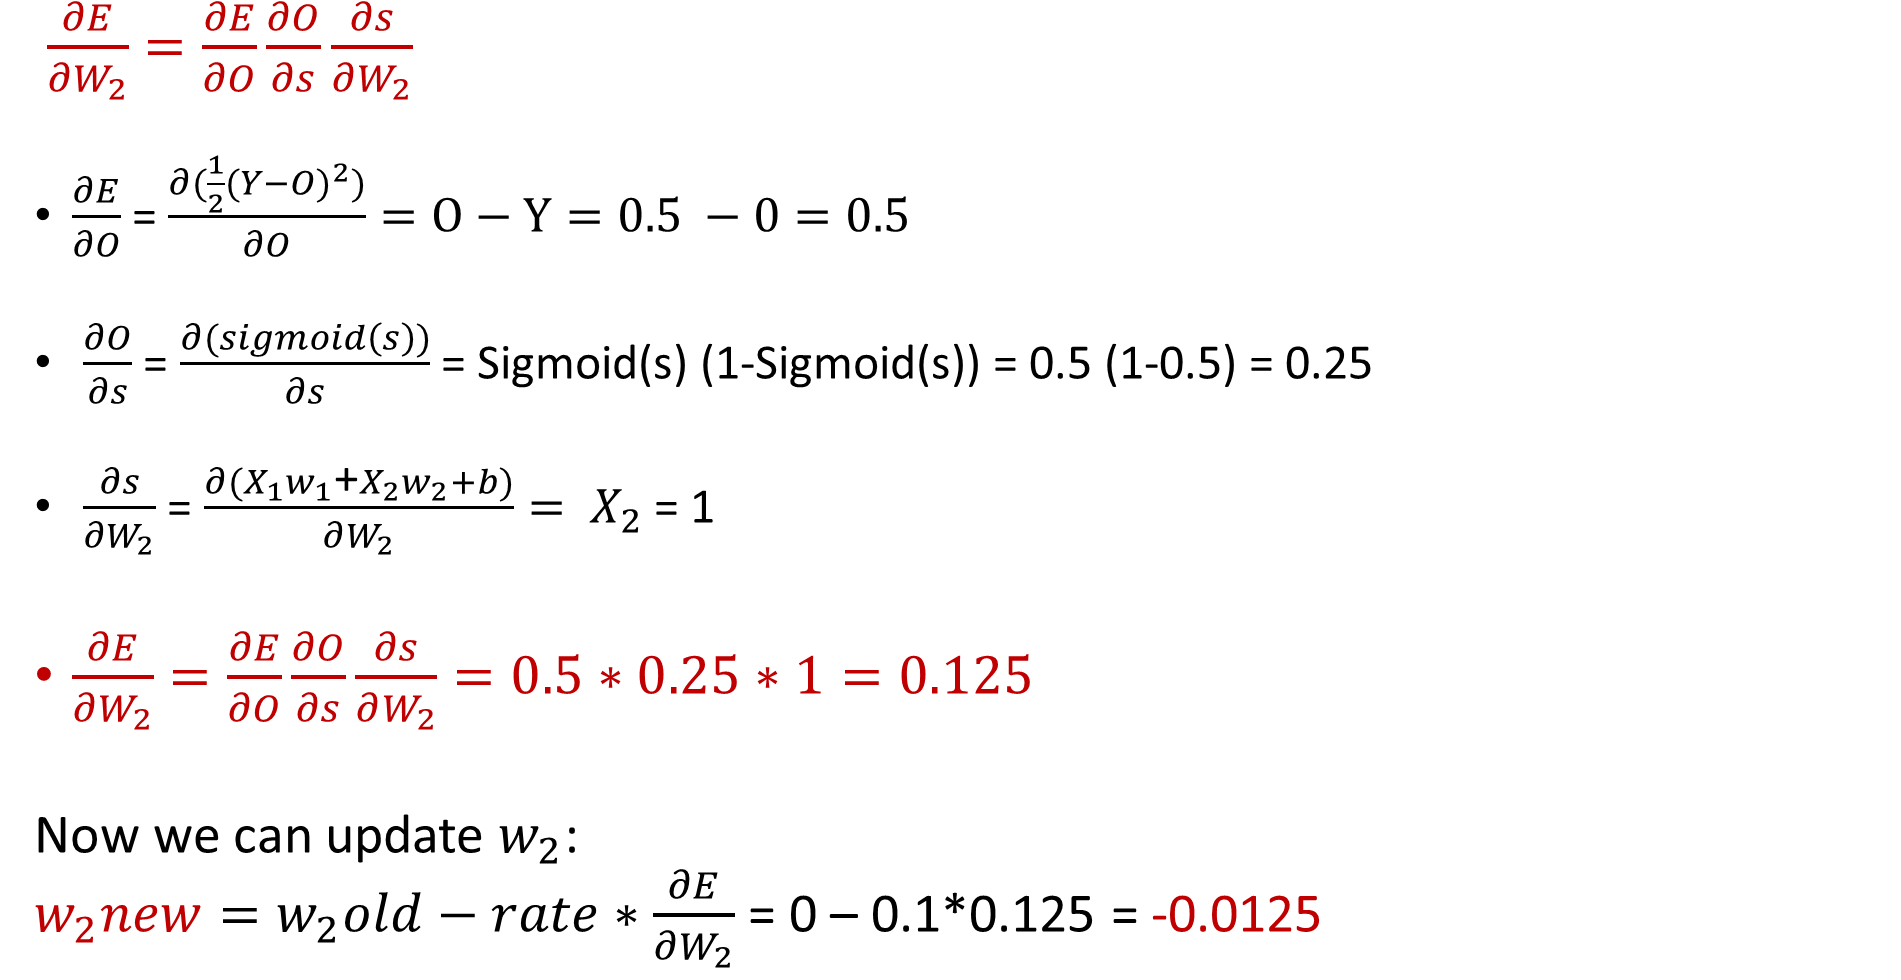 ∂E/∂W₂ = ∂E/∂O ∂O/∂s ∂s/∂W₂
• ∂E/∂O = ∂(½(Y−O)²)/∂O = O − Y = 0.5 − 0 = 0.5
• ∂O/∂s = ∂(sigmoid(s))/∂s = Sigmoid(s) (1-Sigmoid(s)) = 0.5 (1-0.5) = 0.25
• ∂s/∂W₂ = ∂(X₁w₁+X₂w₂+b)/∂W₂ = X₂ = 1
• ∂E/∂W₂ = ∂E/∂O ∂O/∂s ∂s/∂W₂ = 0.5 ∗ 0.25 ∗ 1 = 0.125
Now we can update w₂:
w₂new = w₂old − rate ∗ ∂E/∂W₂ = 0 – 0.1*0.125 = -0.0125